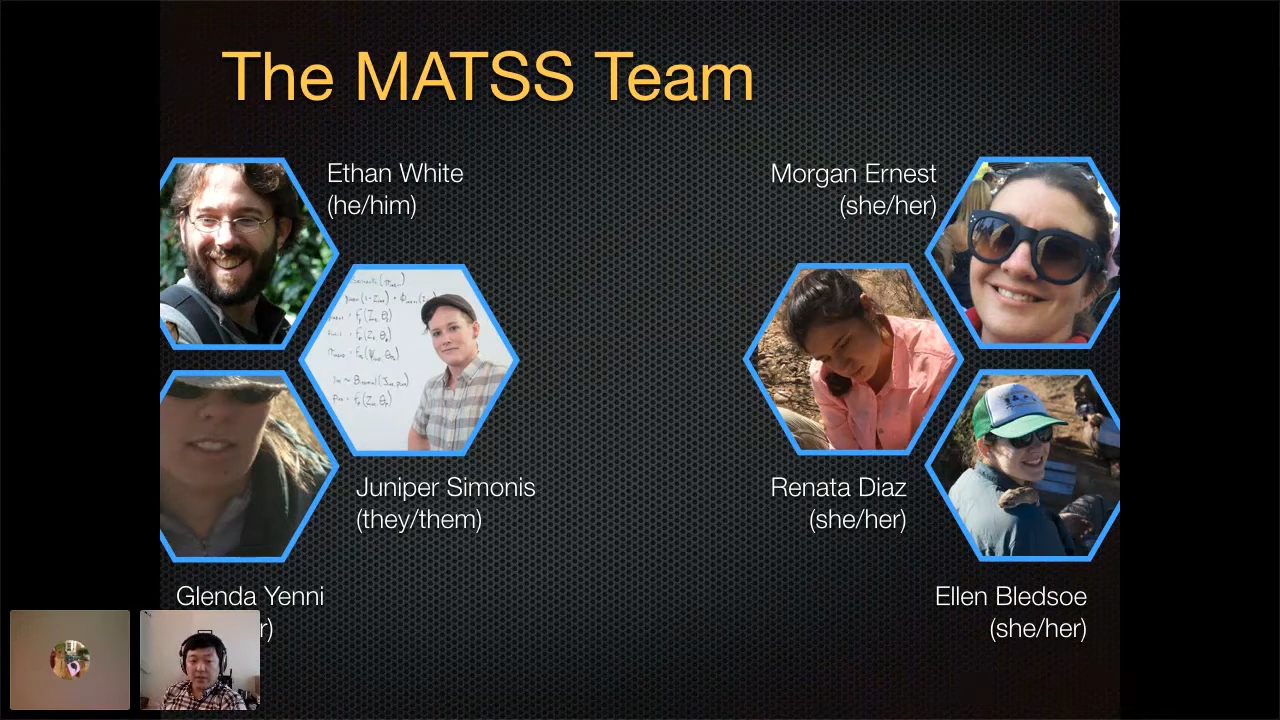 The MATSS Team
Ethan White
(he/him)
Morgan Ernest
(she/her)
Juniper Simonis
(they/them)
Renata Diaz
(she/her)
Glenda Yenni
r)
Ellen Bledsoe
(she/her)